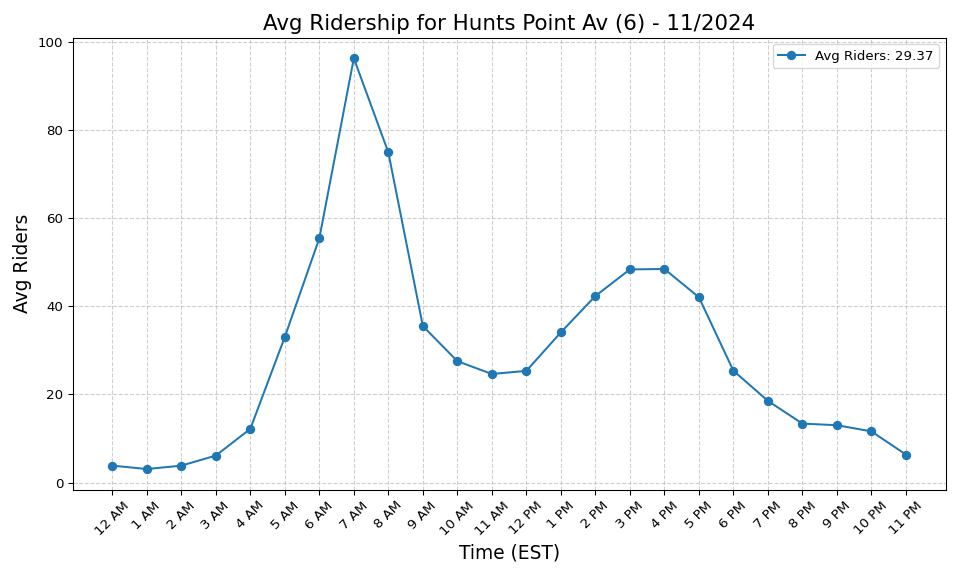 Avg Ridership for Hunts Point Av (6) - 11/2024
Avg Riders: 29.37
Avg Riders
100
80
60
40
20
0
12 AM
1 AM
2 AM
3 AM
4 AM
5 AM
6 AM
7 AM
8 AM
9 AM
10 AM
11 AM
12 PM
1 PM
2 PM
3 PM
4 PM
5 PM
6 PM
7 PM
8 PM
9 PM
10 PM
11 PM
Time (EST)